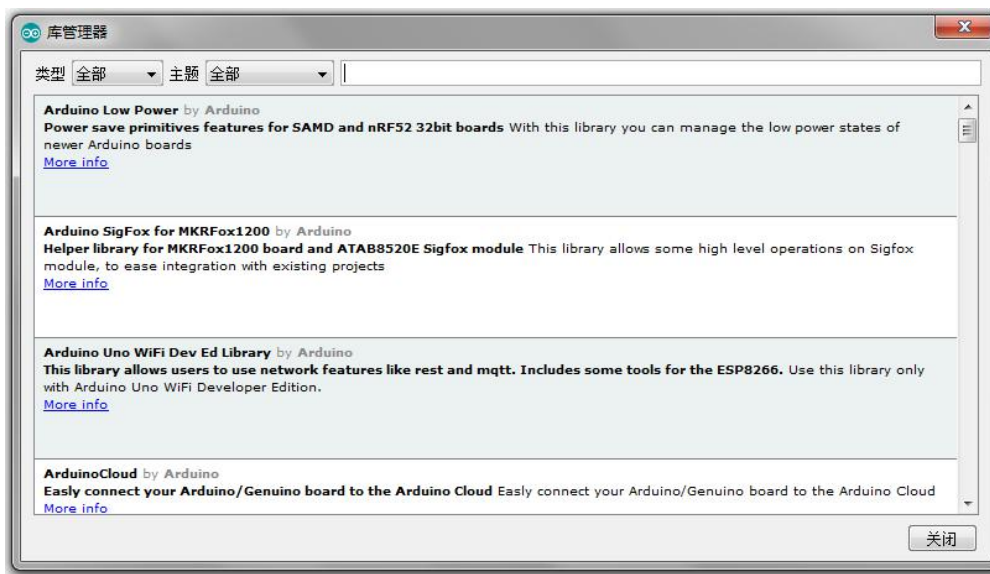 库管理器
类型 全部 主题 全部
Arduino Low Power by Arduino
Power save primitives features for SAMD and nRF52 32bit boards With this library you can manage the low power states of
newer Arduino boards
More info
Arduino SigFox for MKRFox1200 by Arduino
Helper library for MKRFox1200 board and ATAB8520E Sigfox module This library allows some high level operations on Sigfox
module, to ease integration with existing projects
More info
Arduino Uno WiFi Dev Ed Library by Arduino
This library allows users to use network features like rest and mqtt. Includes some tools for the ESP8266. Use this library only
with Arduino Uno WiFi Developer Edition.
More info
ArduinoCloud by Arduino
Easly connect your Arduino/Genuino board to the Arduino Cloud Easly connect your Arduino/Genuino board to the Arduino Cloud
More info
关闭